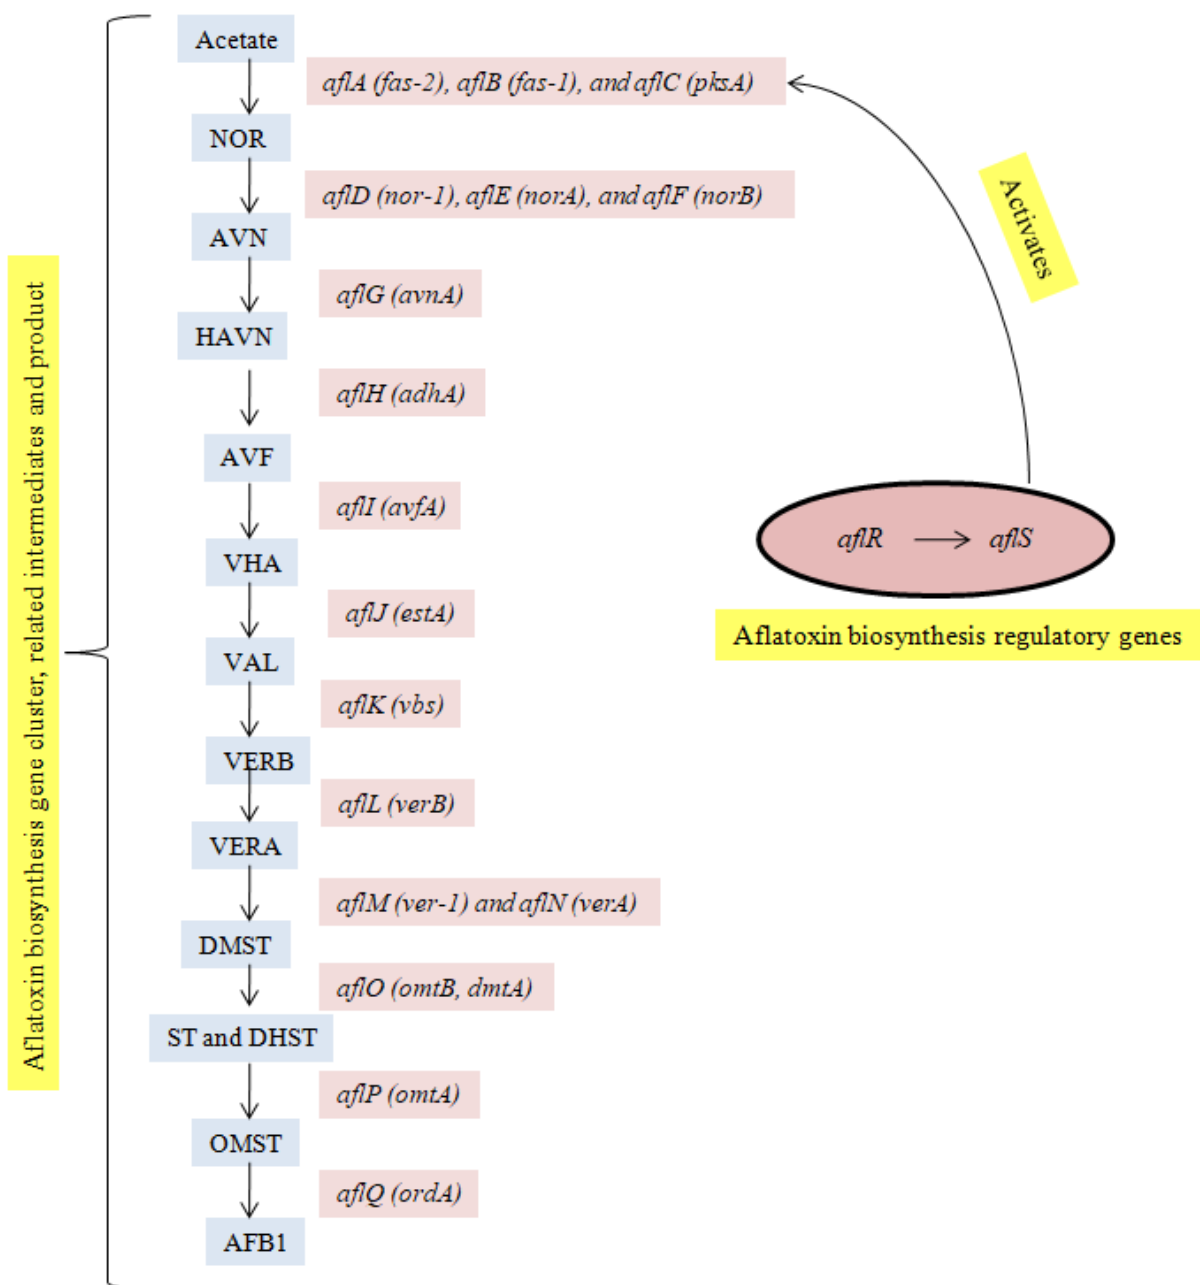 Acetate
aflA (fas-2), aflB (fas-1), and aflC (pksA)
NOR
aflD (nor-1), aflE (norA), and aflF (norB)
AVN
aflG (avnA)
HAVN
aflH (adhA)
AVF
aflI (avfA)
VHA
aflJ (estA)
VAL
aflK (vbs)
VERB
aflL (verB)
VERA
aflM (ver-1) and aflN (verA)
DMST
aflO (omtB, dmtA)
ST and DHST
aflP (omtA)
OMST
aflQ (ordA)
AFB1
Aflatoxin biosynthesis gene cluster, related intermediates and product
Activates
aflR → aflS
Aflatoxin biosynthesis regulatory genes